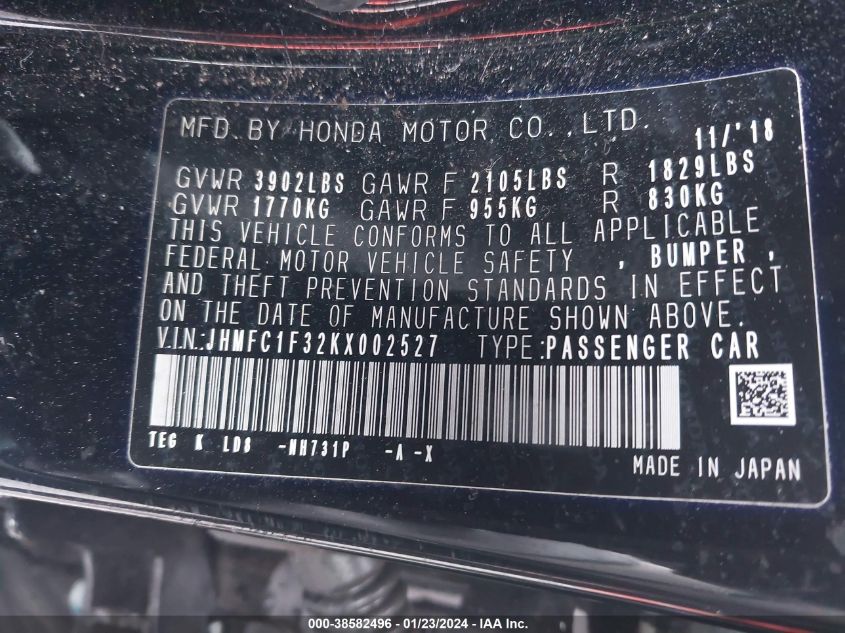 MFD. BY HONDA MOTOR CO., LTD. 11/'18
GVWR 3902LBS GAWR F 2105LBS R 1829LBS
GVWR 1770KG GAWR F 955KG R 830KG
THIS VEHICLE CONFORMS TO ALL APPLICABLE
FEDERAL MOTOR VEHICLE SAFETY , BUMPER ,
AND THEFT PREVENTION STANDARDS IN EFFECT
ON THE DATE OF MANUFACTURE SHOWN ABOVE.
V.I.N.:JHMFC1F32KX002527 TYPE:PASSENGER CAR
TEG K LD8 -NH731P -A -X
MADE IN JAPAN
000-38582496 - 01/23/2024 - IAA Inc.